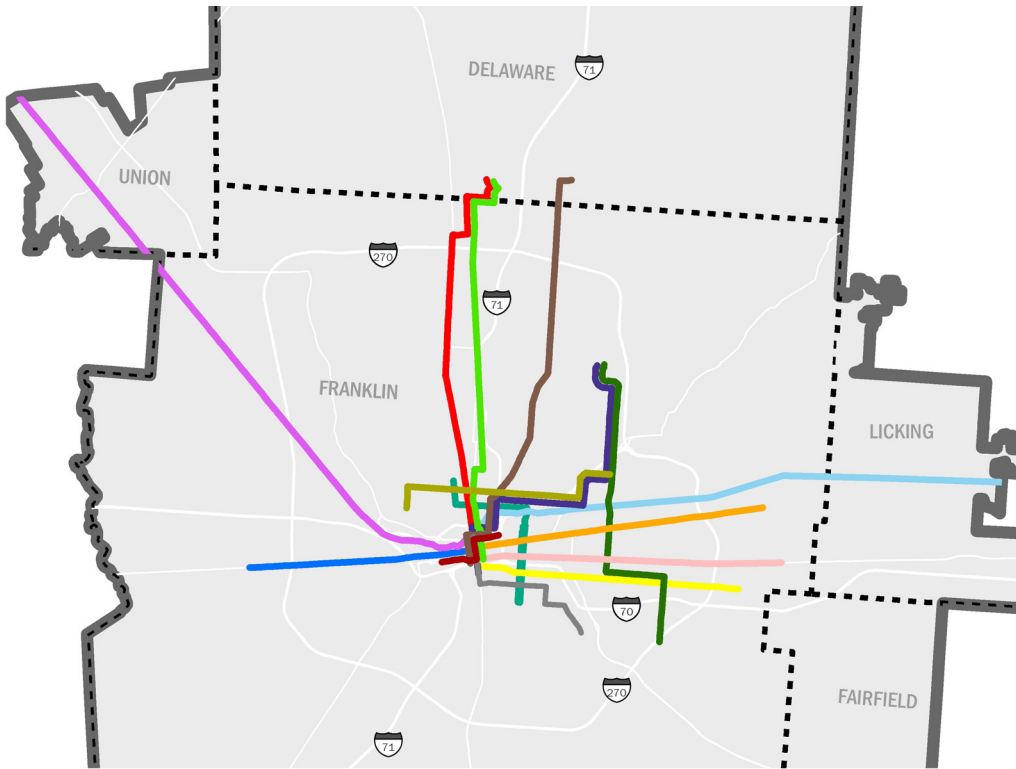 DELAWARE
71
UNION
270
71
FRANKLIN
LICKING
70
270
FAIRFIELD
71